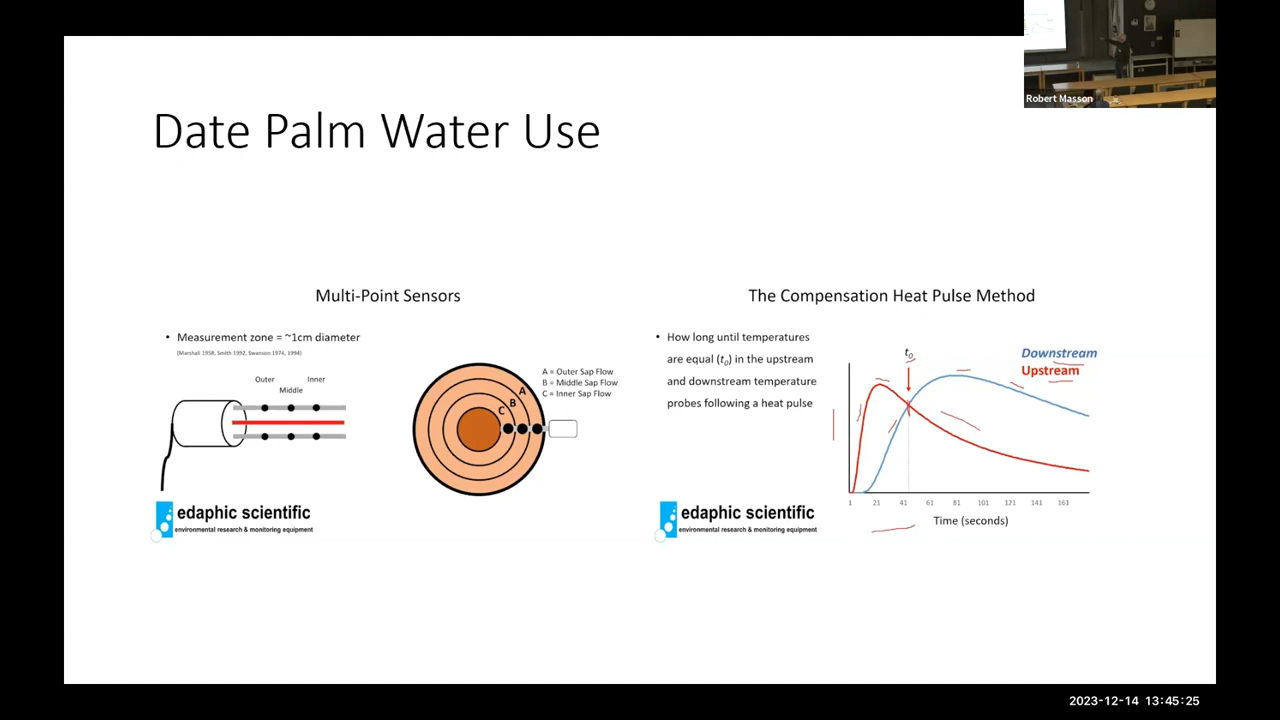 Robert Masson
Date Palm Water Use
Multi-Point Sensors
• Measurement zone = ~1cm diameter
(Marshall 1958, Smith 1992, Swanson 1974, 1994)
Outer
Inner
Middle
A = Outer Sap Flow
B = Middle Sap Flow
C = Inner Sap Flow
A
B
C
edaphic scientific
environmental research & monitoring equipment
The Compensation Heat Pulse Method
• How long until temperatures
are equal (t0) in the upstream
and downstream temperature
probes following a heat pulse
t0
Downstream
Upstream
1 21 41 61 81 101 121 141 161
Time (seconds)
edaphic scientific
environmental research & monitoring equipment
2023-12-14 13:45:25